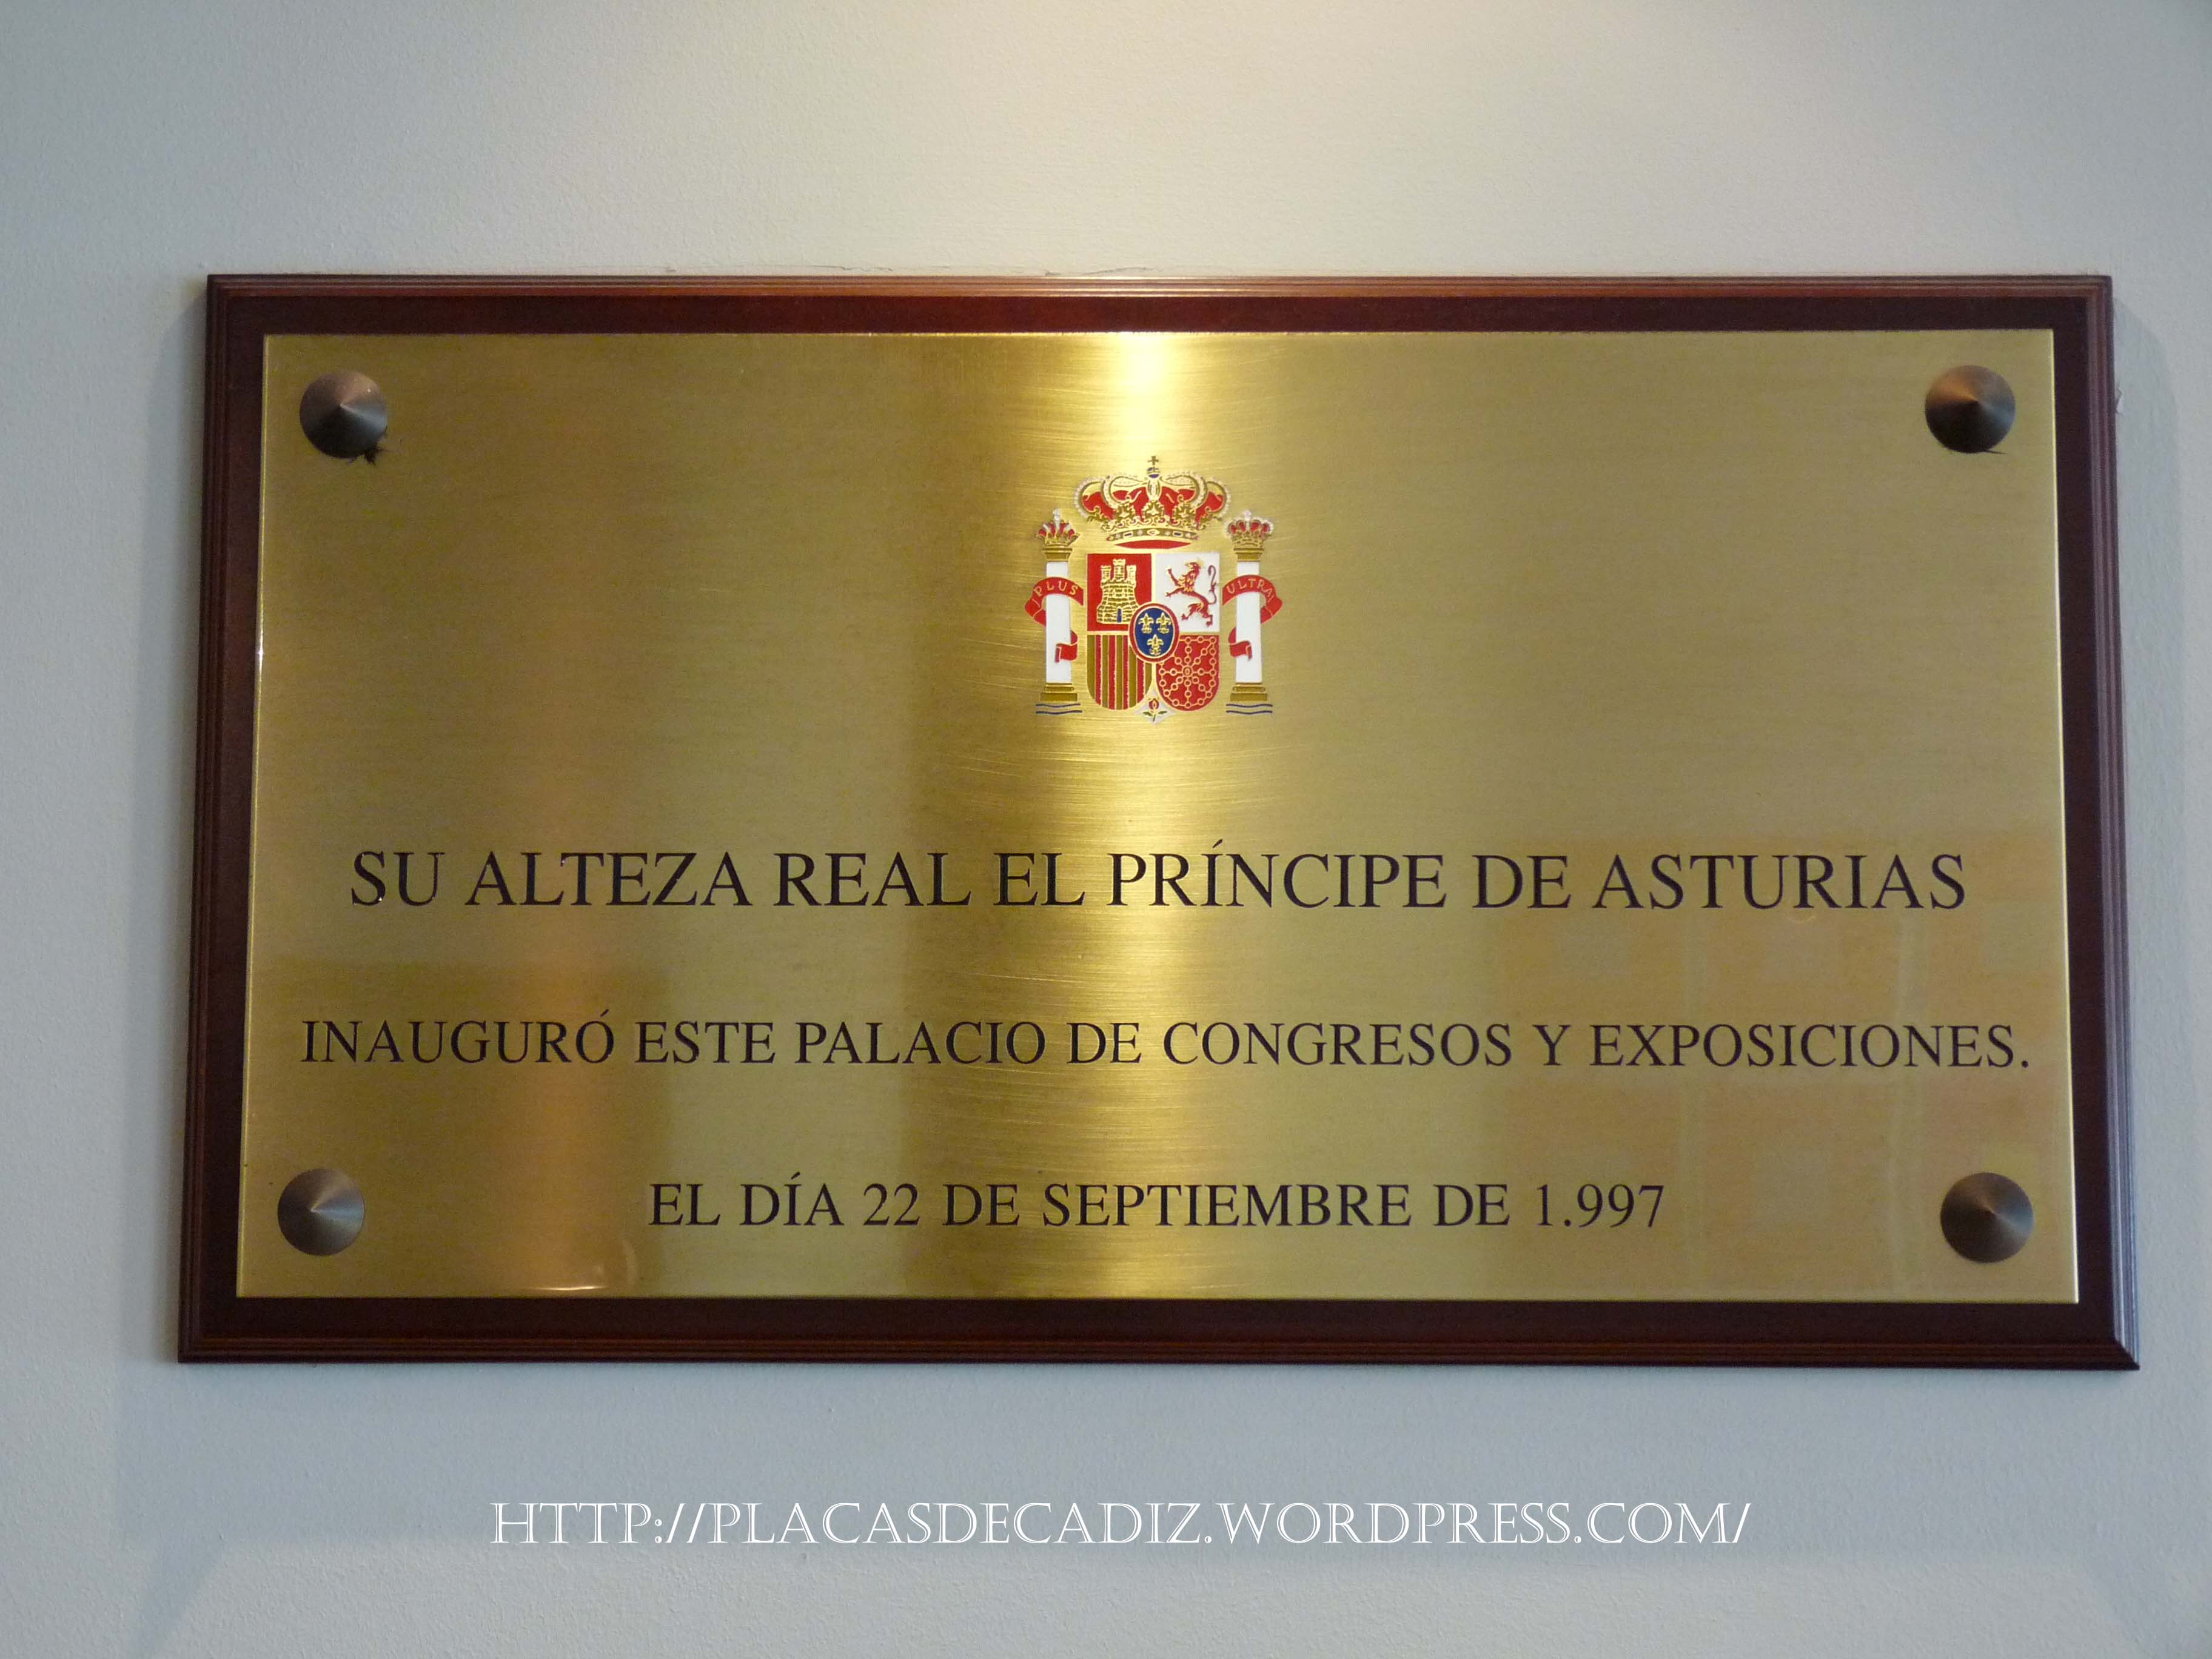 PLUS ULTRA
SU ALTEZA REAL EL PRÍNCIPE DE ASTURIAS
INAUGURÓ ESTE PALACIO DE CONGRESOS Y EXPOSICIONES.
EL DÍA 22 DE SEPTIEMBRE DE 1.997
HTTP://PLACASDECADIZ.WORDPRESS.COM/